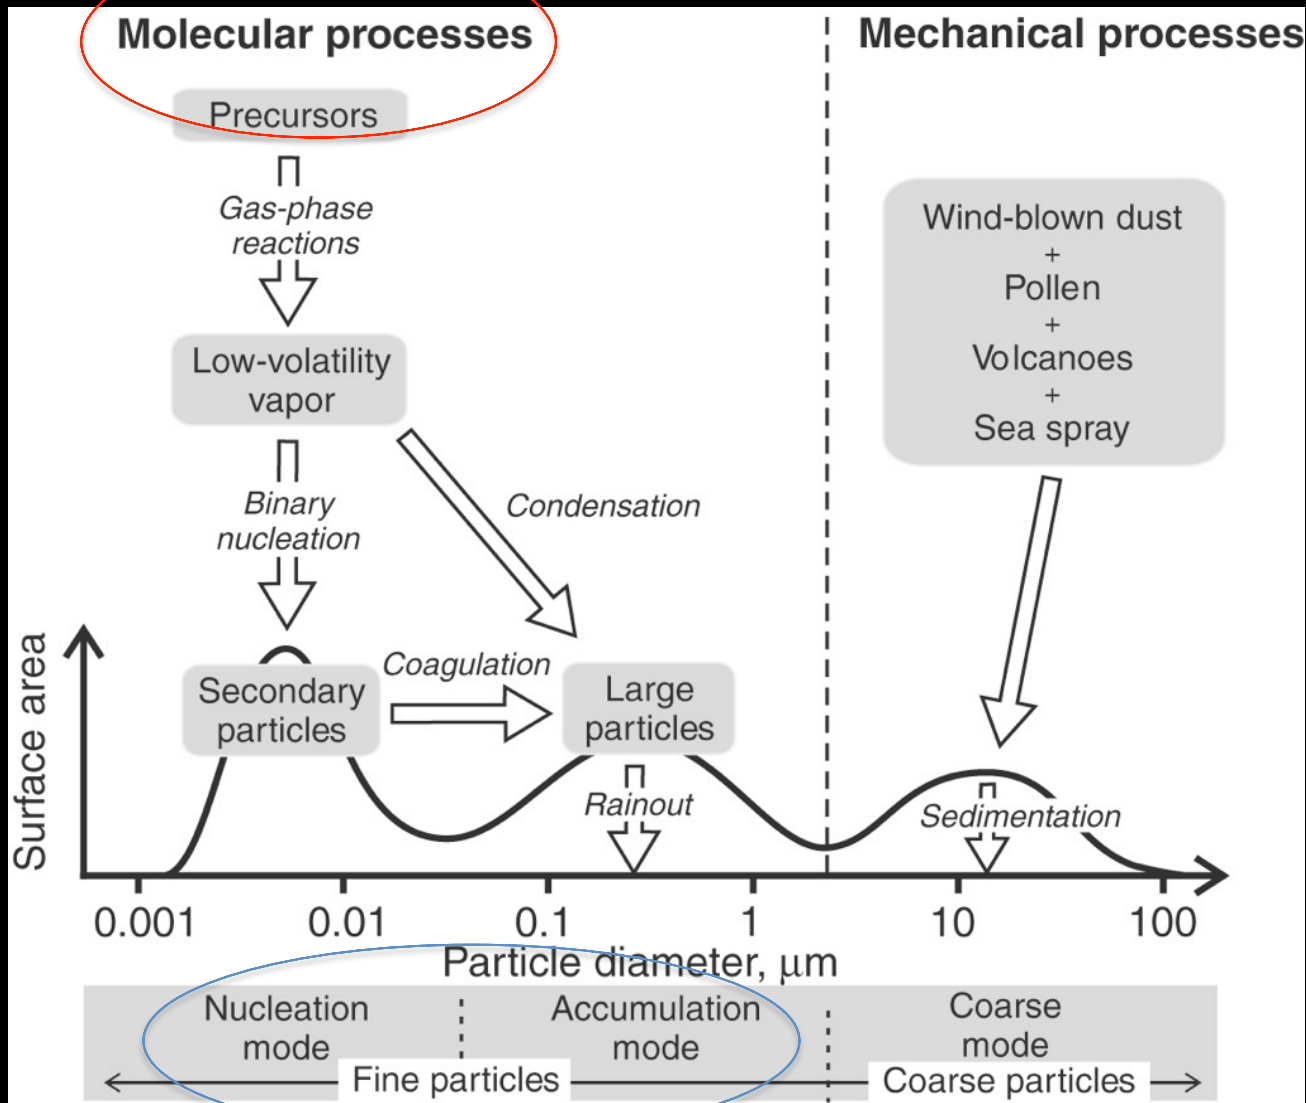 Molecular processes
Mechanical processes
Precursors
Gas-phase
reactions
Low-volatility
vapor
Binary
nucleation
Condensation
Wind-blown dust
+
Pollen
+
Volcanoes
+
Sea spray
Surface area
Secondary
particles
Coagulation
Large
particles
Rainout
Sedimentation
0.001 0.01 0.1 1 10 100
Particle diameter, μm
Nucleation
mode
Accumulation
mode
Coarse
mode
Fine particles
Coarse particles